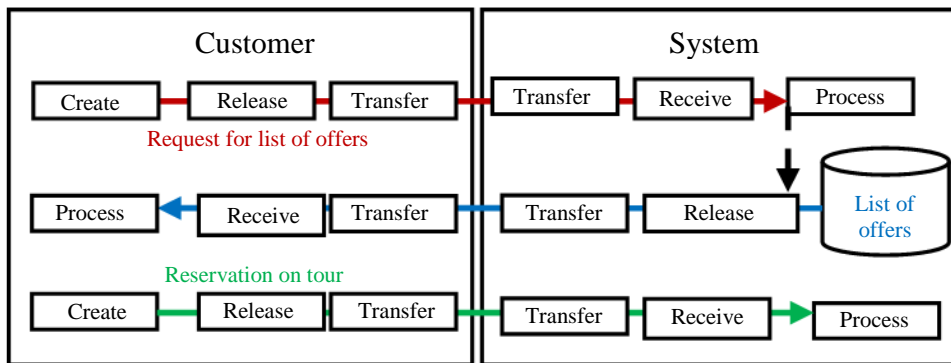 Customer
System
Create
Release
Transfer
Transfer
Receive
Process
Request for list of offers
Process
Receive
Transfer
Transfer
Release
List of
offers
Reservation on tour
Create
Release
Transfer
Transfer
Receive
Process